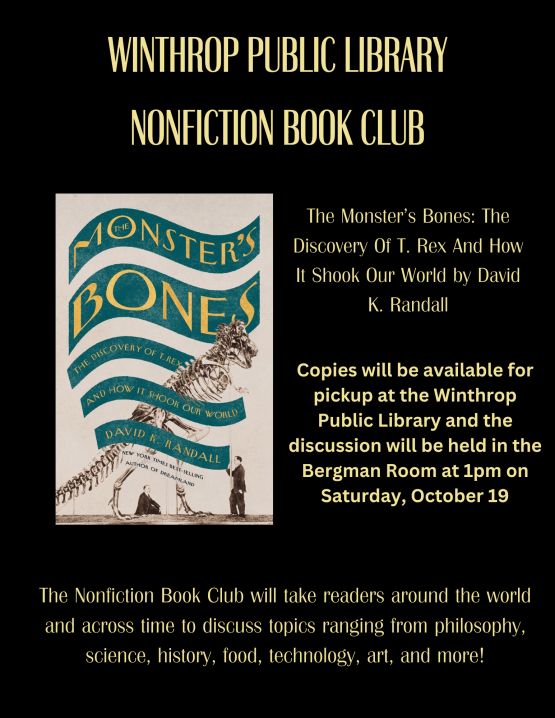 WINTHROP PUBLIC LIBRARY
NONFICTION BOOK CLUB
THE
MONSTER'S
BONES
THE DISCOVERY OF T. REX
AND HOW IT SHOOK OUR WORLD
DAVID K. RANDALL
NEW YORK TIMES BEST-SELLING
AUTHOR OF DREAMLAND
The Monster's Bones: The
Discovery Of T. Rex And How
It Shook Our World by David
K. Randall
Copies will be available for
pickup at the Winthrop
Public Library and the
discussion will be held in the
Bergman Room at 1pm on
Saturday, October 19
The Nonfiction Book Club will take readers around the world
and across time to discuss topics ranging from philosophy,
science, history, food, technology, art, and more!